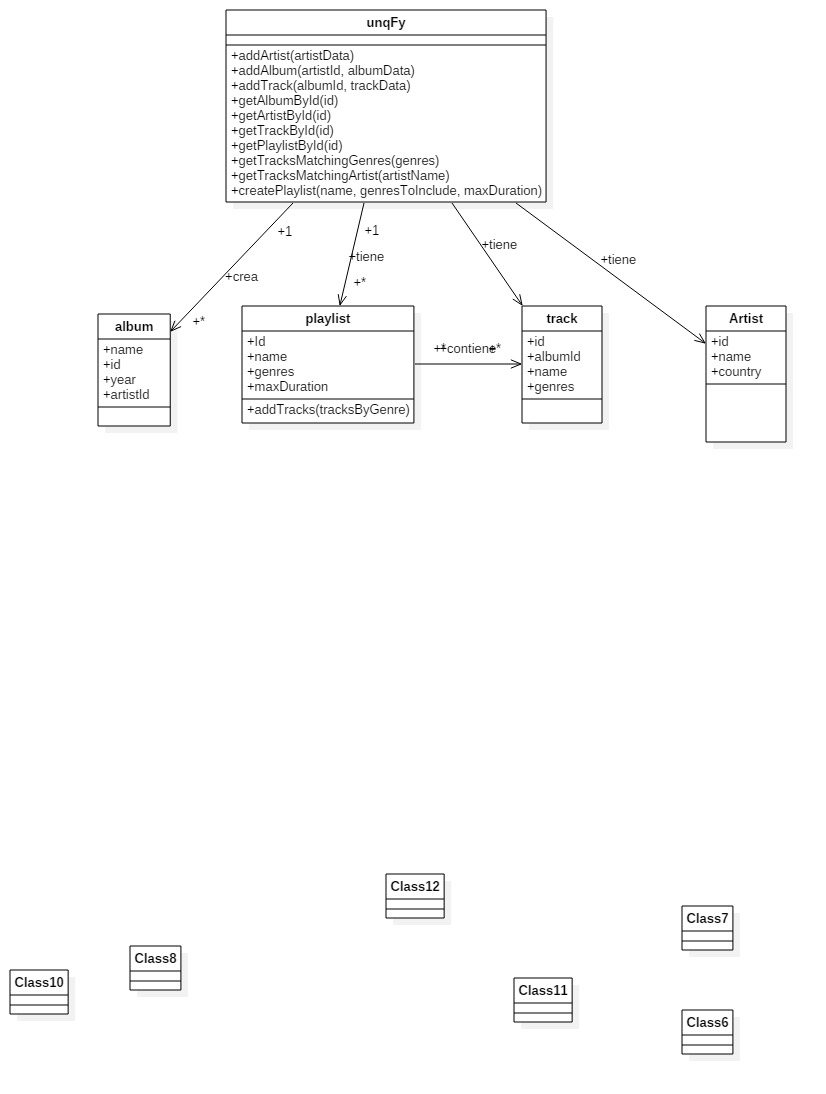 unqFy
+addArtist(artistData)
+addAlbum(artistId, albumData)
+addTrack(albumId, trackData)
+getAlbumById(id)
+getArtistById(id)
+getTrackById(id)
+getPlaylistById(id)
+getTracksMatchingGenres(genres)
+getTracksMatchingArtist(artistName)
+createPlaylist(name, genresToInclude, maxDuration)
+1
+crea
+*
+1
+tiene
+*
+tiene
+tiene
album
+name
+id
+year
+artistId
playlist
+Id
+name
+genres
+maxDuration
+addTracks(tracksByGenre)
+*
+contiene
+*
track
+id
+albumId
+name
+genres
Artist
+id
+name
+country
Class12
Class7
Class8
Class10
Class11
Class6